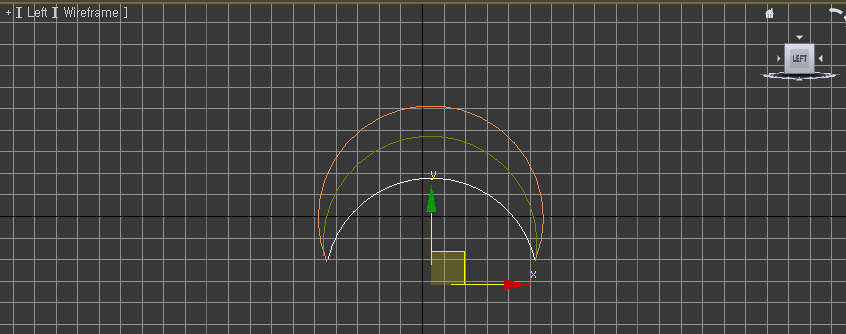 + ][ Left ][ Wireframe ]
LEFT
y
x